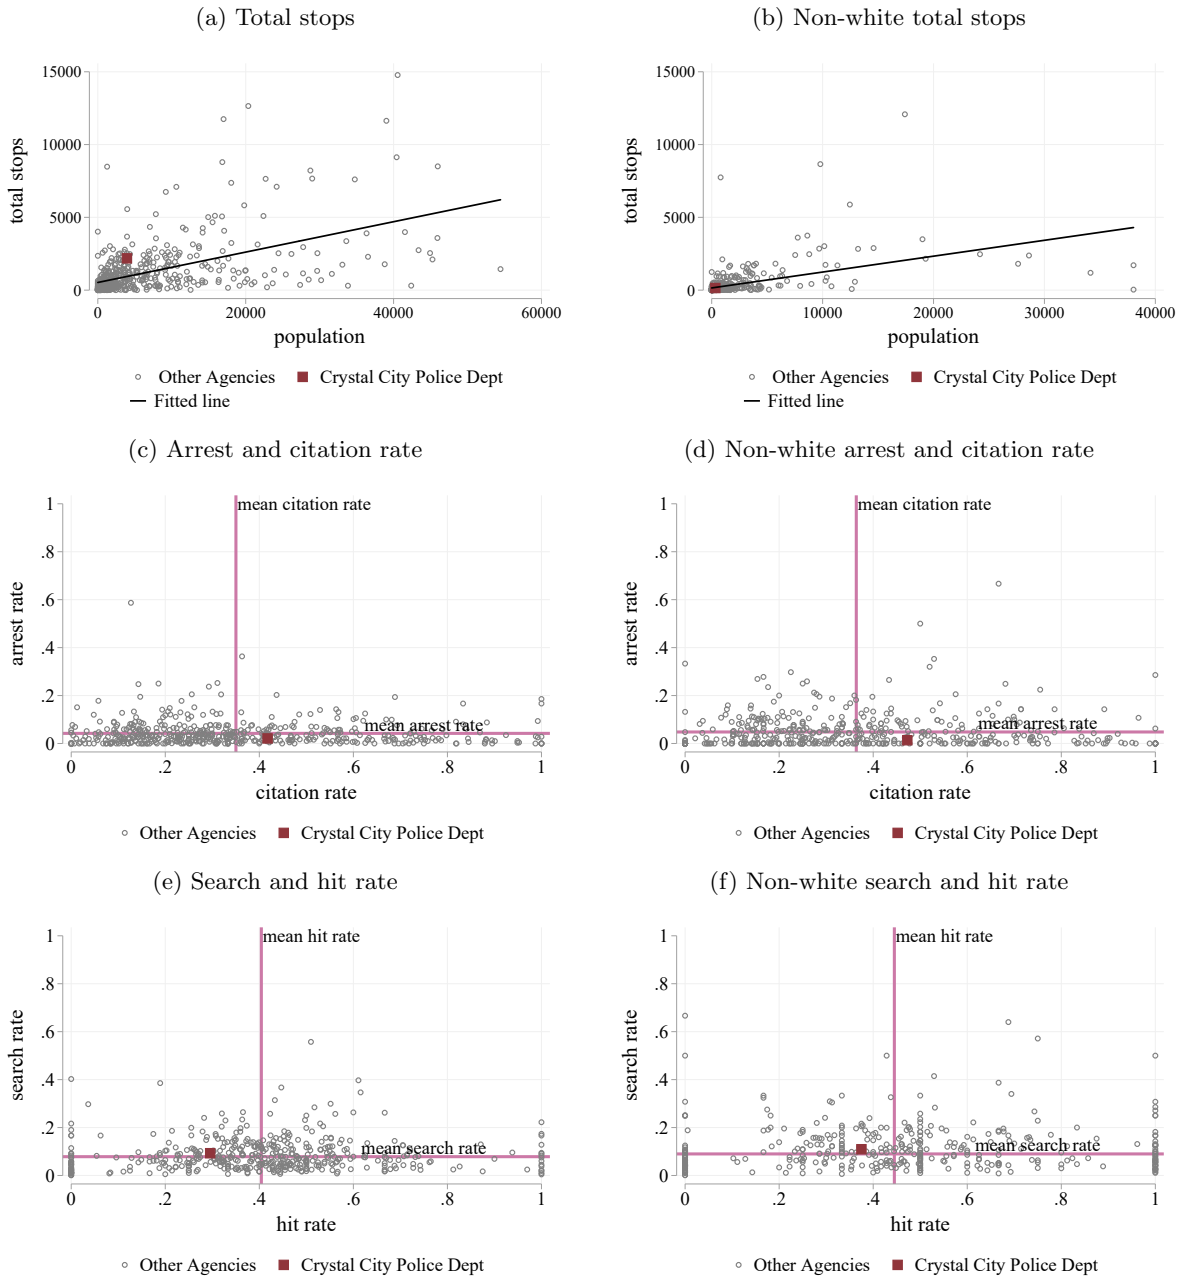 (a) Total stops
(b) Non-white total stops
15000
10000
5000
0
total stops
0
20000
40000
60000
population
Other Agencies
Crystal City Police Dept
Fitted line
15000
10000
5000
0
total stops
0
10000
20000
30000
40000
population
Other Agencies
Crystal City Police Dept
Fitted line
(c) Arrest and citation rate
(d) Non-white arrest and citation rate
1
.8
.6
.4
.2
0
arrest rate
mean citation rate
mean arrest rate
0
.2
.4
.6
.8
1
citation rate
Other Agencies
Crystal City Police Dept
1
.8
.6
.4
.2
0
arrest rate
mean citation rate
mean arrest rate
0
.2
.4
.6
.8
1
citation rate
Other Agencies
Crystal City Police Dept
(e) Search and hit rate
(f) Non-white search and hit rate
1
.8
.6
.4
.2
0
search rate
mean hit rate
mean search rate
0
.2
.4
.6
.8
1
hit rate
Other Agencies
Crystal City Police Dept
1
.8
.6
.4
.2
0
search rate
mean hit rate
mean search rate
0
.2
.4
.6
.8
1
hit rate
Other Agencies
Crystal City Police Dept